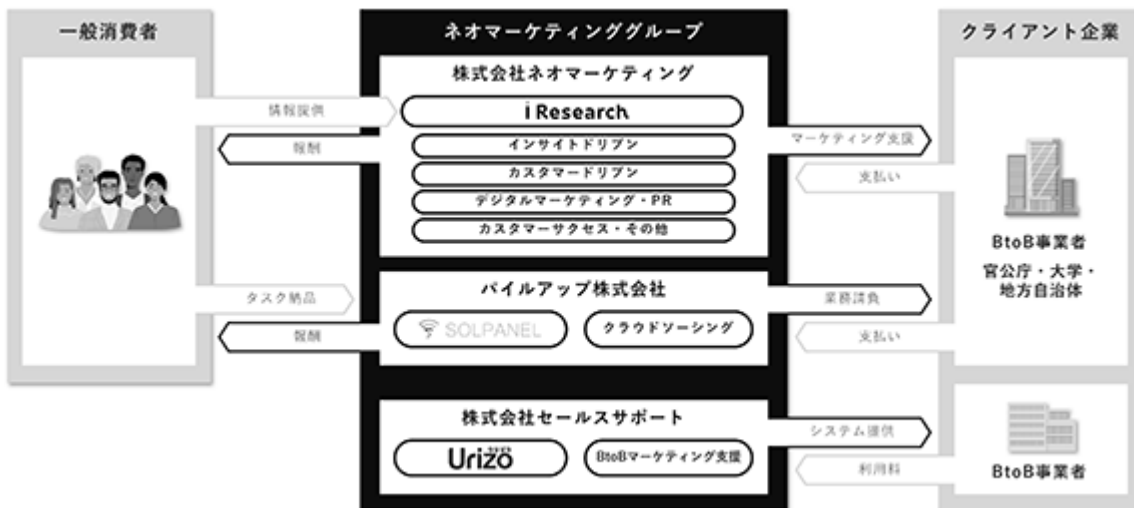 一般消費者
ネオマーケティンググループ
クライアント企業
株式会社ネオマーケティング
情報提供
i Research
報酬
インサイトドリブン
カスタマードリブン
デジタルマーケティング・PR
カスタマーサクセス・その他
マーケティング支援
支払い
BtoB事業者
官公庁・大学・
地方自治体
パイルアップ株式会社
タスク納品
報酬
SOLPANEL
クラウドソーシング
業務請負
支払い
株式会社セールスサポート
Urizo
BtoBマーケティング支援
システム提供
利用料
BtoB事業者